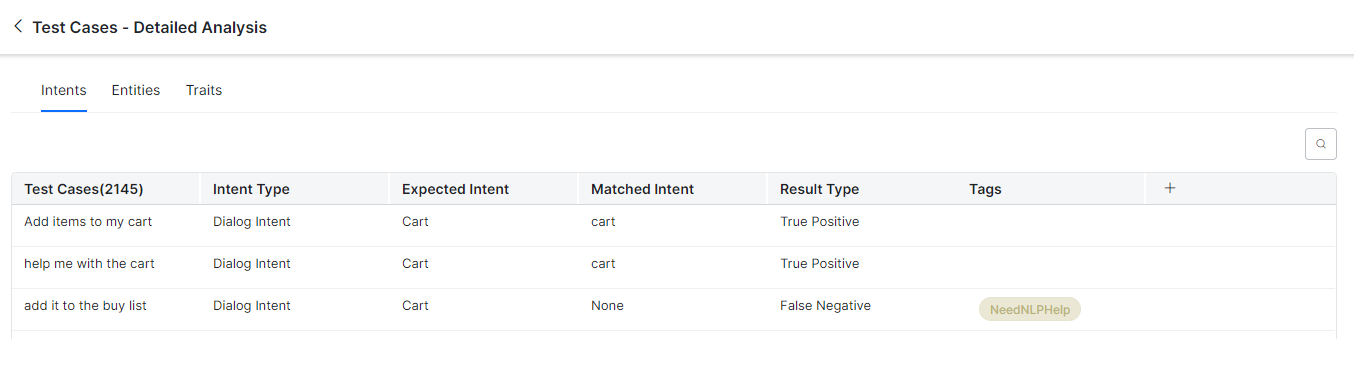 Test Cases - Detailed Analysis
Intents Entities Traits
Test Cases(2145) Intent Type Expected Intent Matched Intent Result Type Tags +
Add items to my cart Dialog Intent Cart cart True Positive
help me with the cart Dialog Intent Cart cart True Positive
add it to the buy list Dialog Intent Cart None False Negative NeedNLPHelp